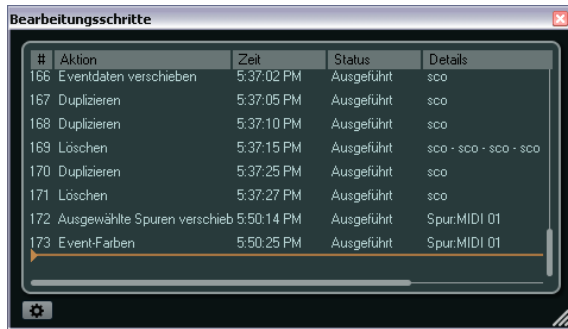 Bearbeitungsschritte
# Aktion Zeit Status Details
166 Eventdaten verschieben 5:37:02 PM Ausgeführt sco
167 Duplizieren 5:37:05 PM Ausgeführt sco
168 Duplizieren 5:37:10 PM Ausgeführt sco
169 Löschen 5:37:15 PM Ausgeführt sco - sco - sco - sco
170 Duplizieren 5:37:25 PM Ausgeführt sco
171 Löschen 5:37:27 PM Ausgeführt sco
172 Ausgewählte Spuren verschieb 5:50:14 PM Ausgeführt Spur:MIDI 01
173 Event-Farben 5:50:25 PM Ausgeführt Spur:MIDI 01